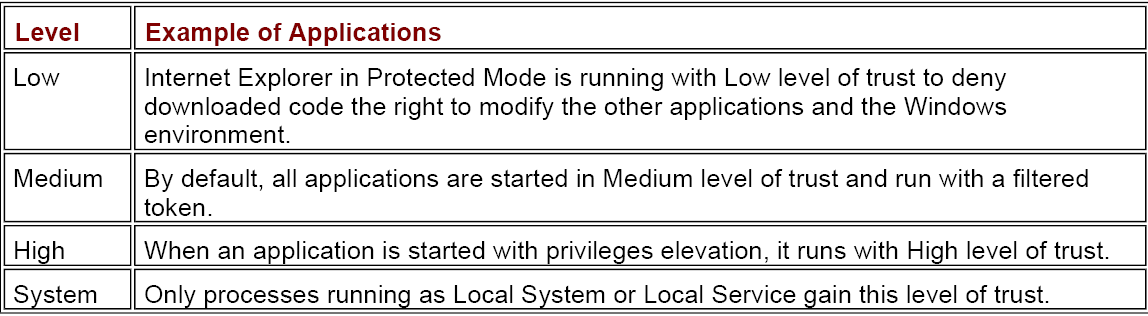 Level Example of Applications
Low Internet Explorer in Protected Mode is running with Low level of trust to deny
downloaded code the right to modify the other applications and the Windows
environment.
Medium By default, all applications are started in Medium level of trust and run with a filtered
token.
High When an application is started with privileges elevation, it runs with High level of trust.
System Only processes running as Local System or Local Service gain this level of trust.